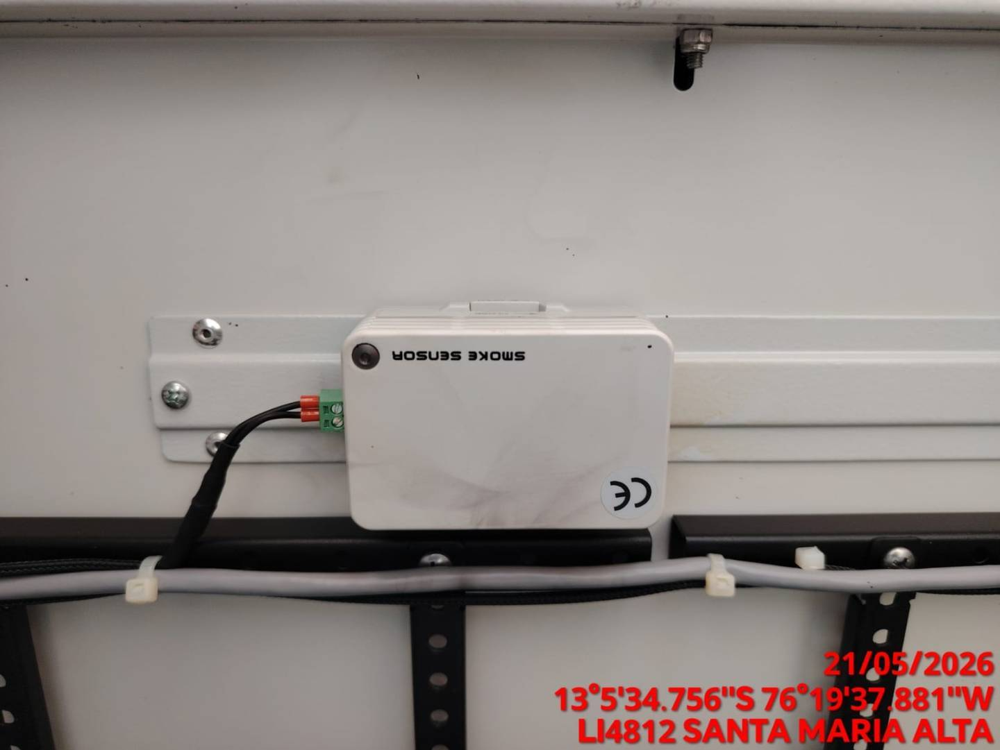 SMOKE SENSOR
CE
21/05/2026
13°5'34.756"S 76°19'37.881"W
LI4812 SANTA MARIA ALTA